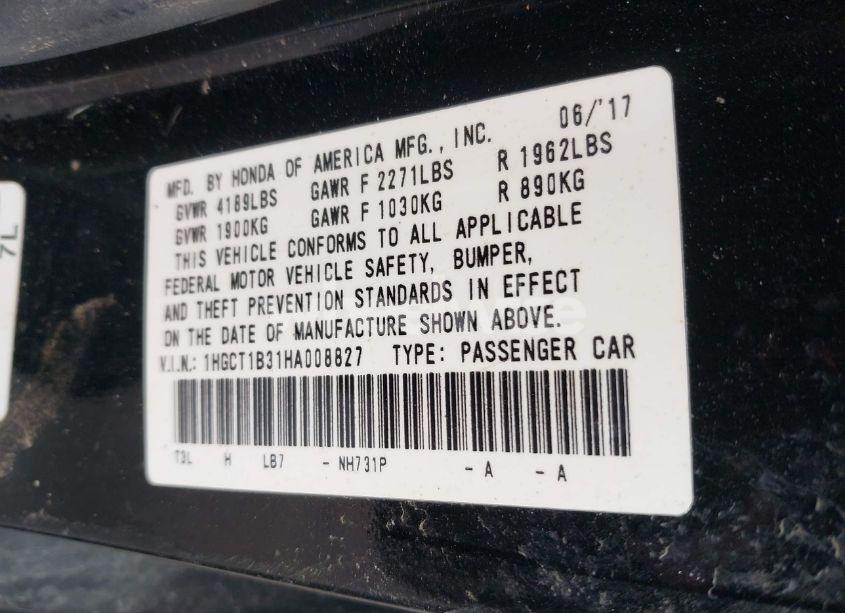 06/'17
MFD. BY HONDA OF AMERICA MFG., INC.
GVWR 4189LBS GAWR F 2271LBS R 1962LBS
GVWR 1900KG GAWR F 1030KG R 890KG
THIS VEHICLE CONFORMS TO ALL APPLICABLE
FEDERAL MOTOR VEHICLE SAFETY, BUMPER,
AND THEFT PREVENTION STANDARDS IN EFFECT
ON THE DATE OF MANUFACTURE SHOWN ABOVE.
V.I.N.: 1HGCT1B31HA008827 TYPE: PASSENGER CAR
T3L H LB7 - NH731P - A - A
7L